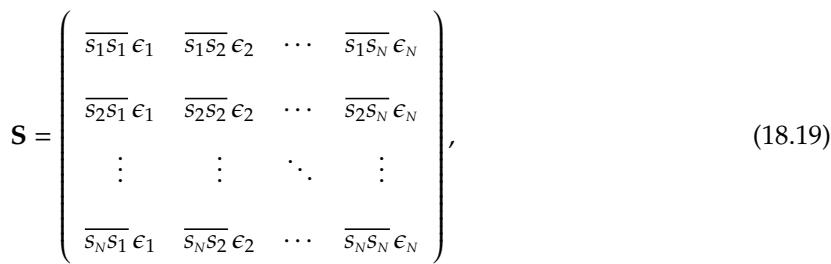 \mathbf{S} = \begin{pmatrix} \overline{s_1 s_1}\,\epsilon_1 & \overline{s_1 s_2}\,\epsilon_2 & \cdots & \overline{s_1 s_N}\,\epsilon_N \\ \overline{s_2 s_1}\,\epsilon_1 & \overline{s_2 s_2}\,\epsilon_2 & \cdots & \overline{s_2 s_N}\,\epsilon_N \\ \vdots & \vdots & \ddots & \vdots \\ \overline{s_N s_1}\,\epsilon_1 & \overline{s_N s_2}\,\epsilon_2 & \cdots & \overline{s_N s_N}\,\epsilon_N \end{pmatrix}, (18.19)